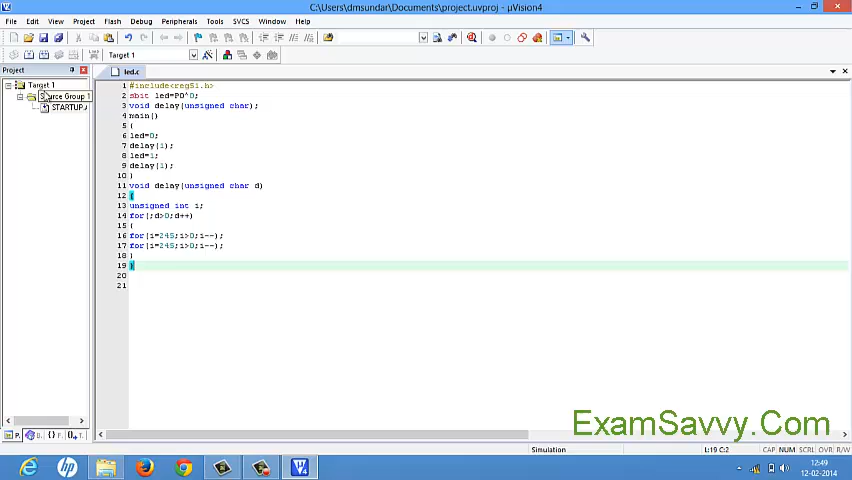 C:\Users\dmsundar\Documents\project.uvproj - µVision4
File Edit View Project Flash Debug Peripherals Tools SVCS Window Help
Target 1
Project
led.c
Target 1
Source Group 1
STARTUP.A
1 #include<reg51.h>
2 sbit led=P0^0;
3 void delay(unsigned char);
4 main()
5 {
6 led=0;
7 delay(1);
8 led=1;
9 delay(1);
10 }
11 void delay(unsigned char d)
12 {
13 unsigned int i;
14 for(;d>0;d++)
15 {
16 for(i=245;i>0;i--);
17 for(i=245;i>0;i--);
18 }
19 }
20
21
ExamSavvy.Com
Simulation
L:19 C:2
CAP NUM SCRL OVR R/W
12:49
12-02-2014